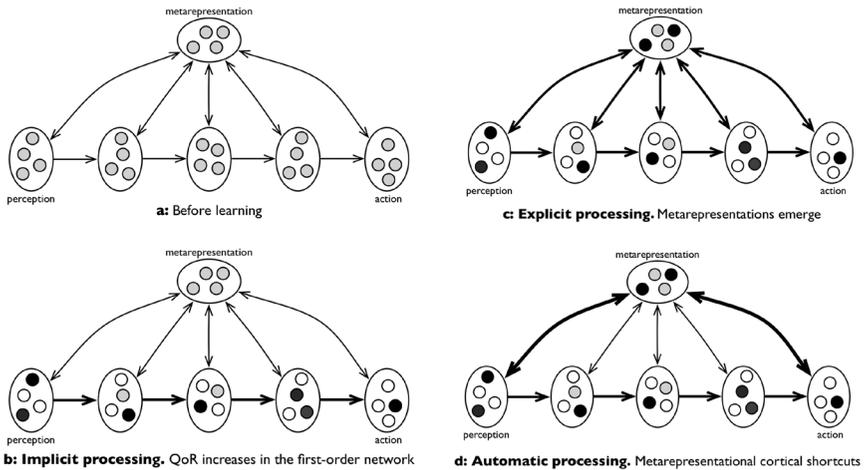 metarepresentation
perception
action
a: Before learning
metarepresentation
perception
action
c: Explicit processing. Metarepresentations emerge
metarepresentation
perception
action
b: Implicit processing. QoR increases in the first-order network
metarepresentation
perception
action
d: Automatic processing. Metarepresentational cortical shortcuts